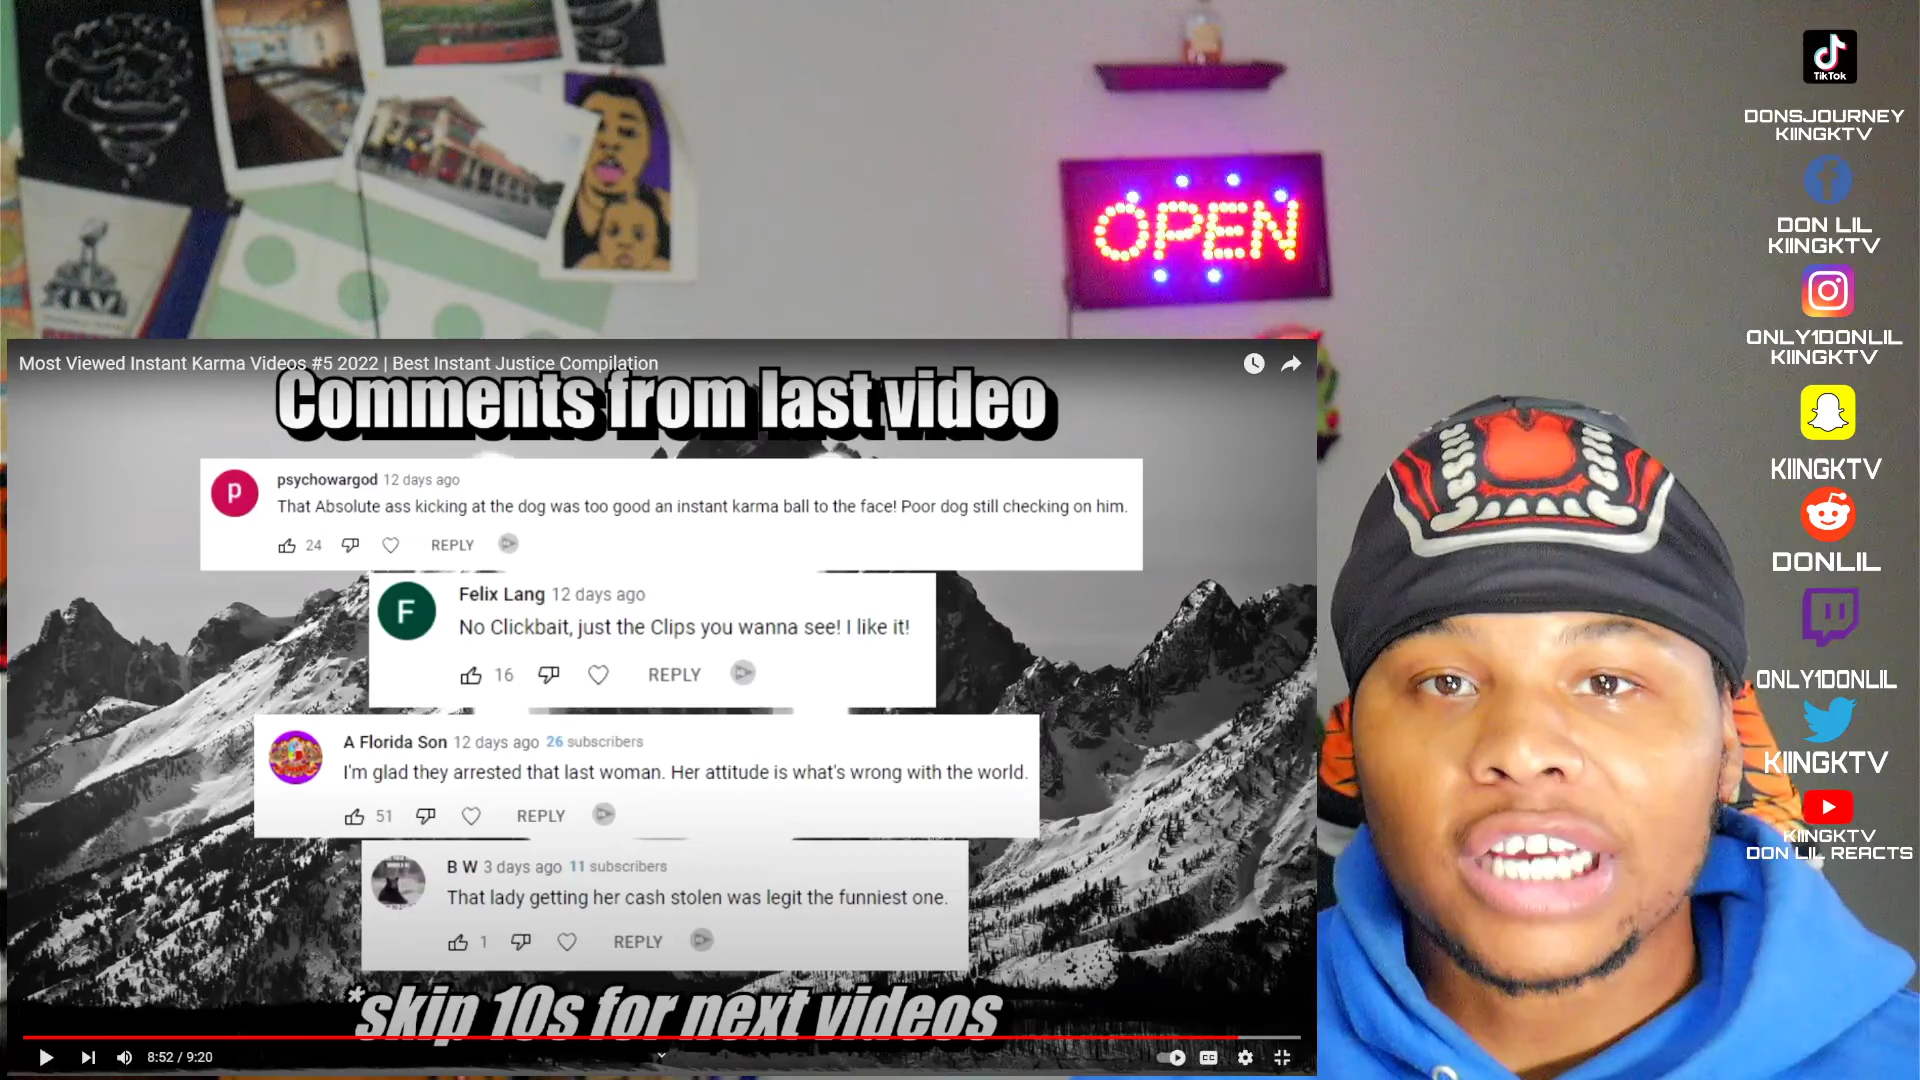 XLV
OPEN
Most Viewed Instant Karma Videos #5 2022 | Best Instant Justice Compilation
Comments from last video
p
psychowargod 12 days ago
That Absolute ass kicking at the dog was too good an instant karma ball to the face! Poor dog still checking on him.
24 REPLY
F
Felix Lang 12 days ago
No Clickbait, just the Clips you wanna see! I like it!
16 REPLY
A Florida Son 12 days ago 26 subscribers
I'm glad they arrested that last woman. Her attitude is what's wrong with the world.
51 REPLY
B W 3 days ago 11 subscribers
That lady getting her cash stolen was legit the funniest one.
1 REPLY
*skip 10s for next videos
8:52 / 9:20
CC
TikTok
DONSJOURNEY
KIINGKTV
DON LIL
KIINGKTV
ONLY1DONLIL
KIINGKTV
KIINGKTV
DONLIL
ONLY1DONLIL
KIINGKTV
KIINGKTV
DON LIL REACTS